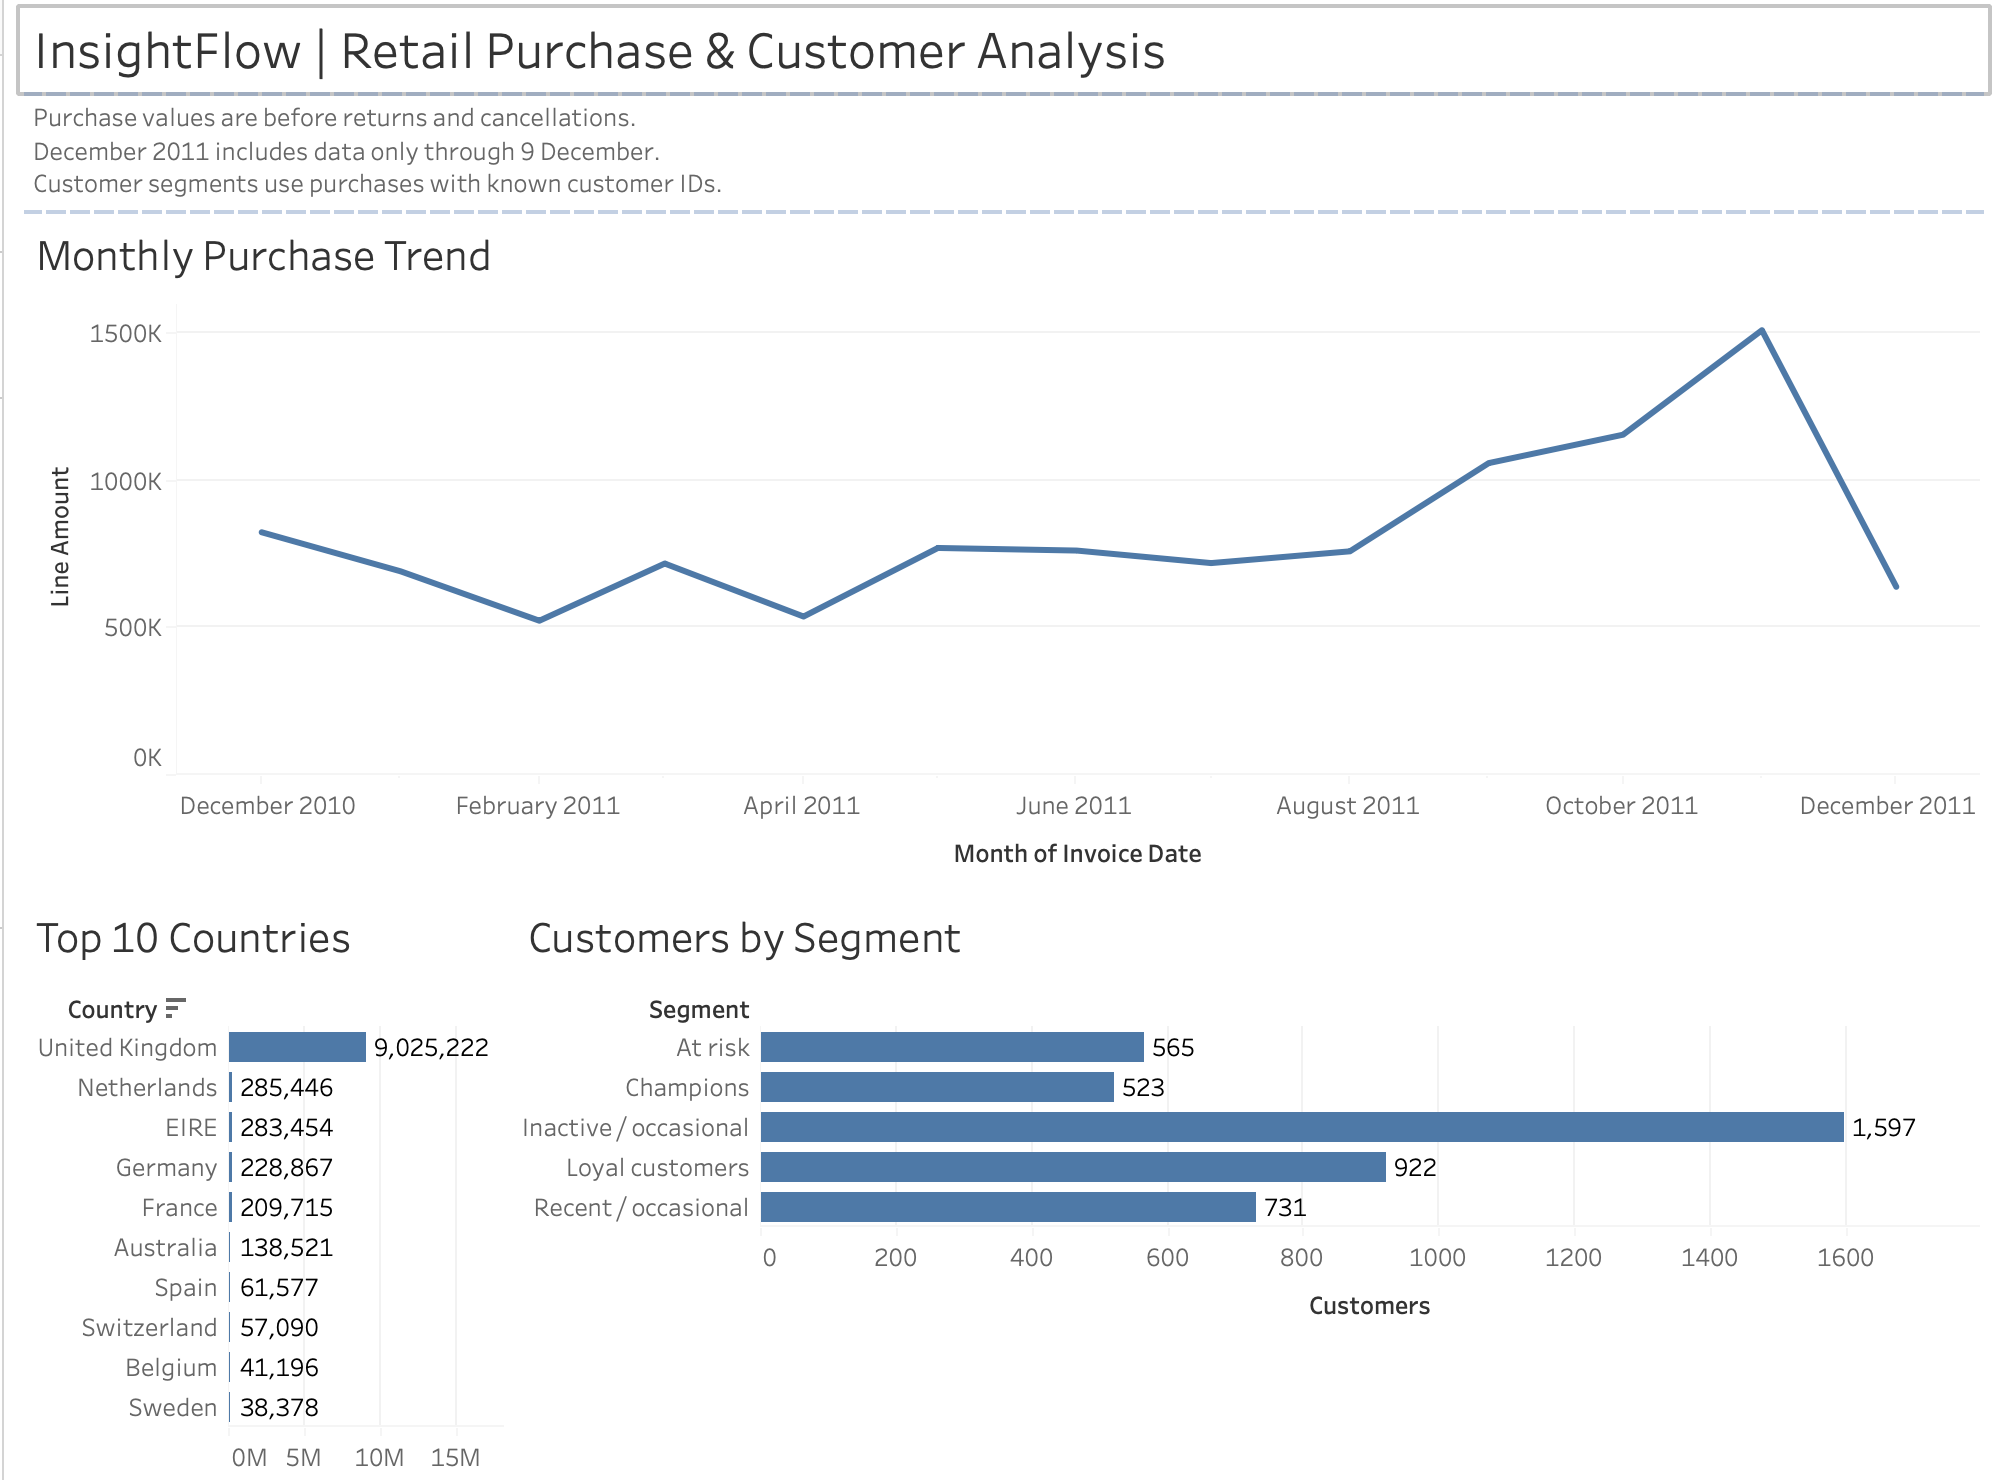 InsightFlow | Retail Purchase & Customer Analysis
Purchase values are before returns and cancellations.
December 2011 includes data only through 9 December.
Customer segments use purchases with known customer IDs.
Monthly Purchase Trend
1500K
1000K
500K
0K
Line Amount
December 2010 February 2011 April 2011 June 2011 August 2011 October 2011 December 2011
Month of Invoice Date
Top 10 Countries
Country
United Kingdom 9,025,222
Netherlands 285,446
EIRE 283,454
Germany 228,867
France 209,715
Australia 138,521
Spain 61,577
Switzerland 57,090
Belgium 41,196
Sweden 38,378
0M 5M 10M 15M
Customers by Segment
Segment
At risk 565
Champions 523
Inactive / occasional 1,597
Loyal customers 922
Recent / occasional 731
0 200 400 600 800 1000 1200 1400 1600
Customers